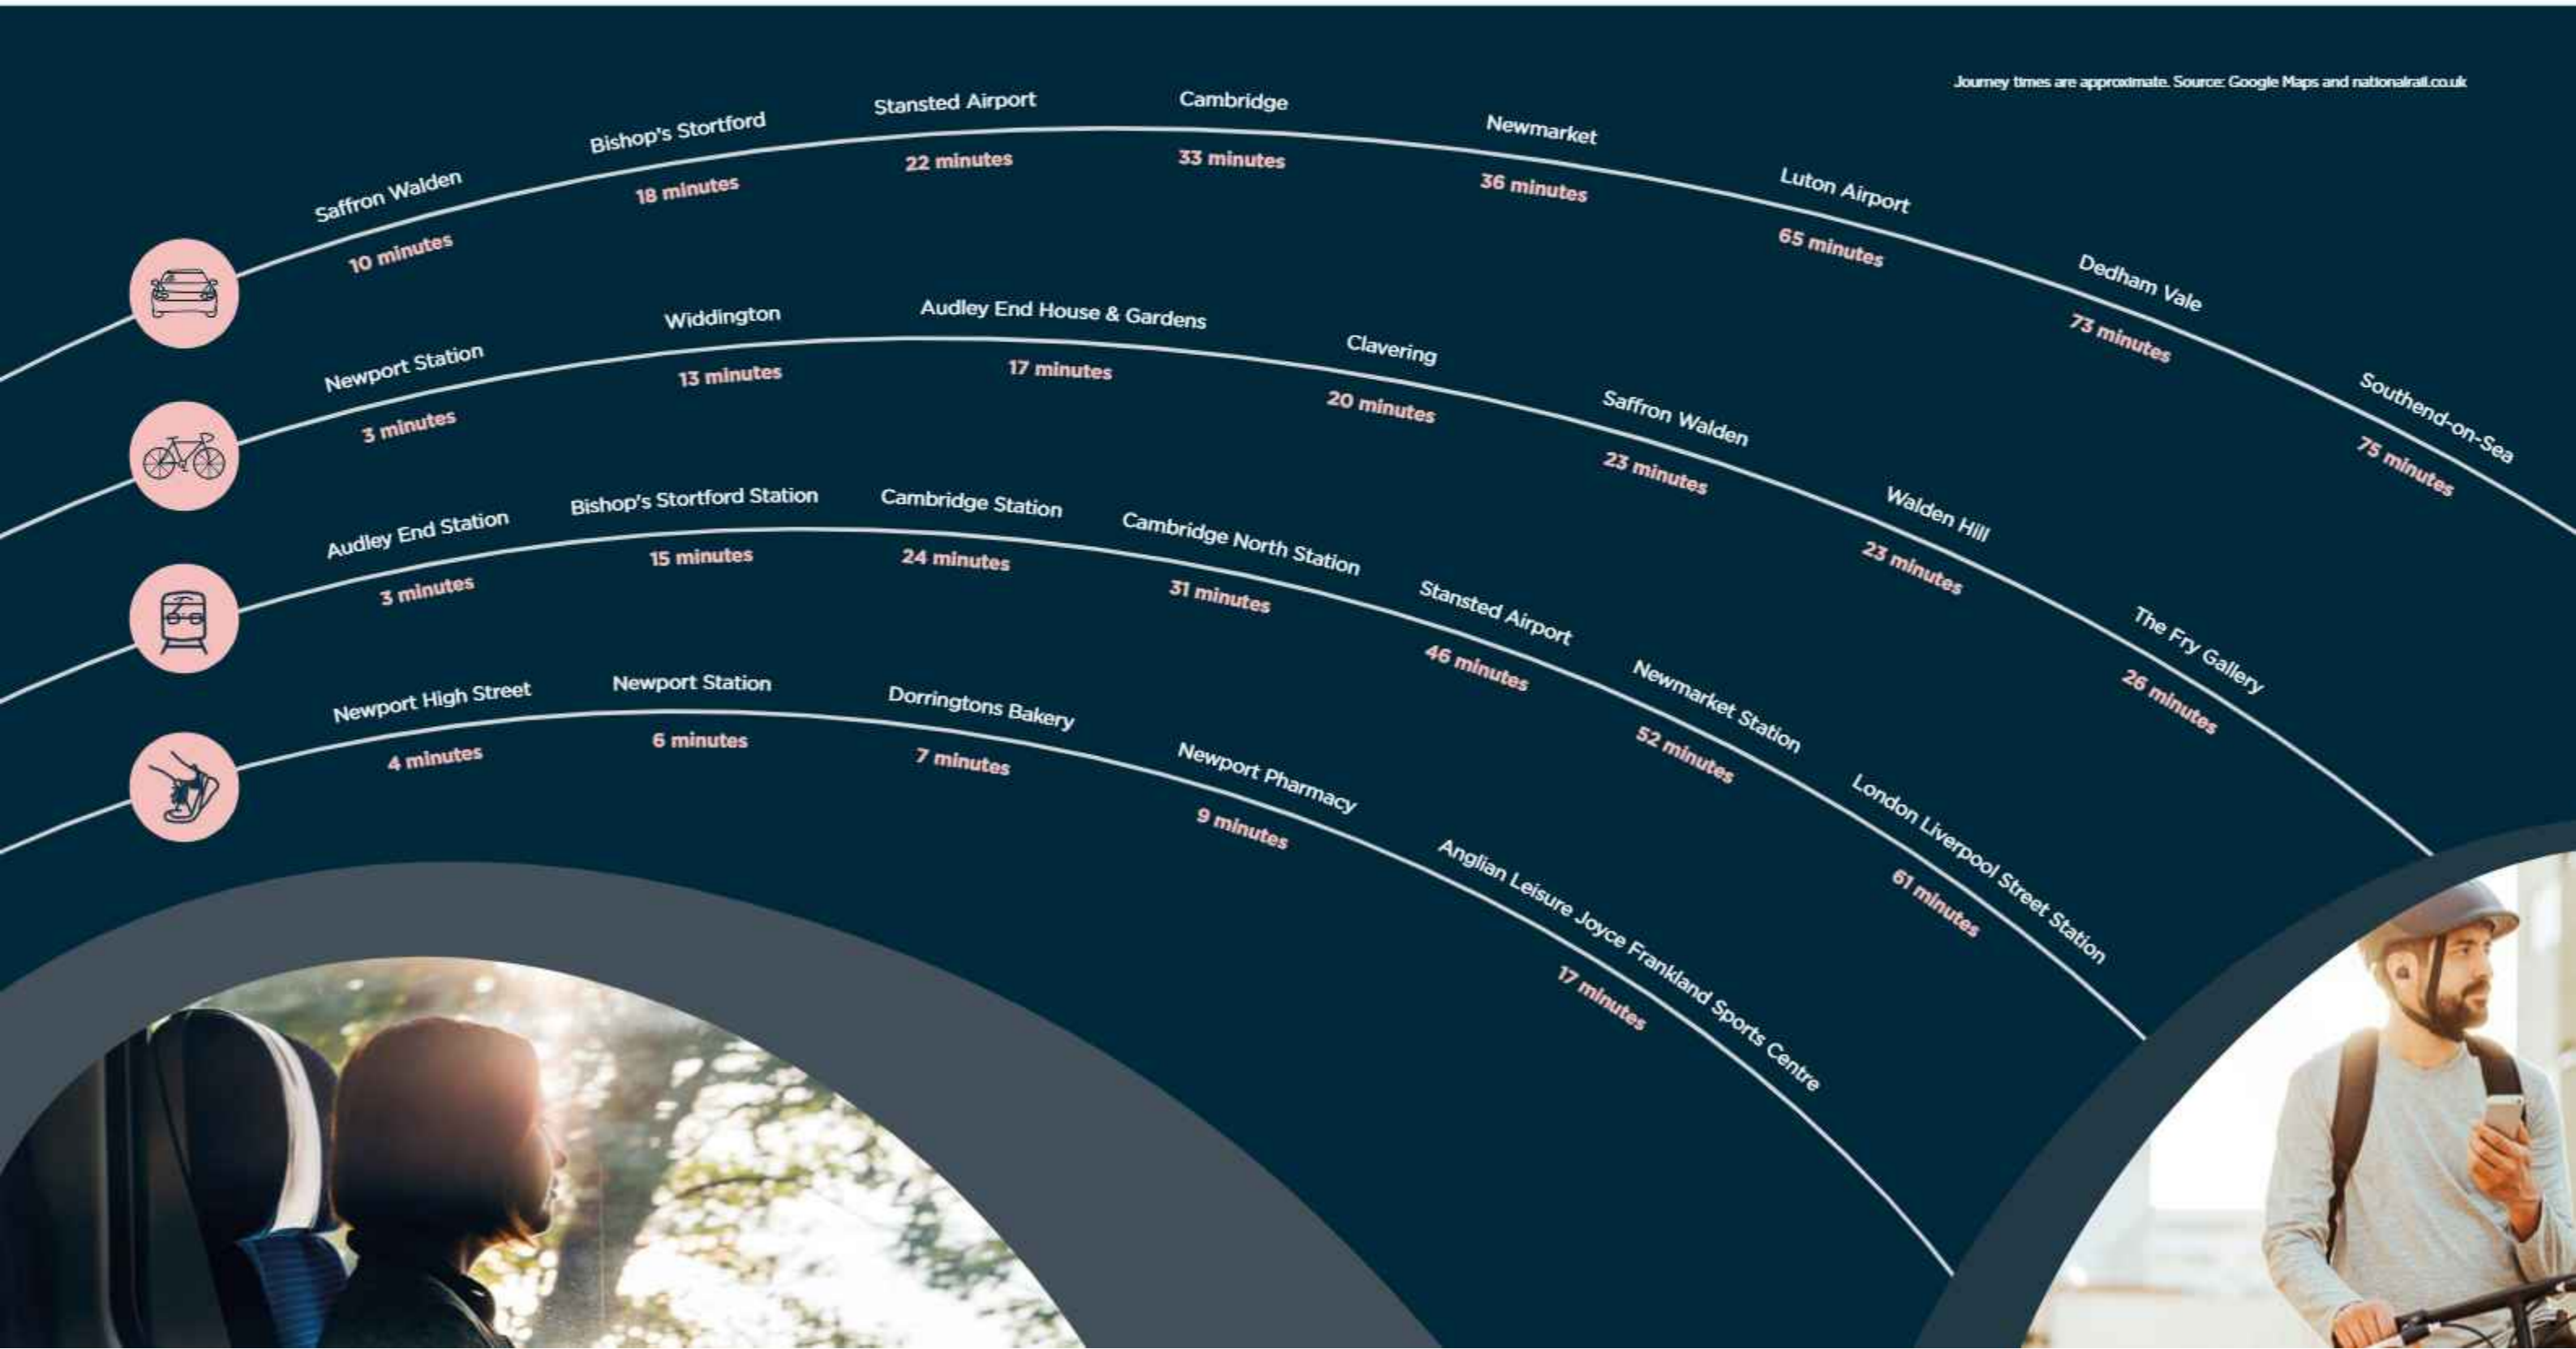 Journey times are approximate. Source: Google Maps and nationalrail.co.uk
Saffron Walden
10 minutes
Bishop's Stortford
18 minutes
Stansted Airport
22 minutes
Cambridge
33 minutes
Newmarket
36 minutes
Luton Airport
65 minutes
Dedham Vale
73 minutes
Southend-on-Sea
75 minutes
Newport Station
3 minutes
Widdington
13 minutes
Audley End House & Gardens
17 minutes
Clavering
20 minutes
Saffron Walden
23 minutes
Walden Hill
23 minutes
The Fry Gallery
26 minutes
Audley End Station
3 minutes
Bishop's Stortford Station
15 minutes
Cambridge Station
24 minutes
Cambridge North Station
31 minutes
Stansted Airport
46 minutes
Newmarket Station
52 minutes
London Liverpool Street Station
61 minutes
Newport High Street
4 minutes
Newport Station
6 minutes
Dorringtons Bakery
7 minutes
Newport Pharmacy
9 minutes
Anglian Leisure Joyce Frankland Sports Centre
17 minutes